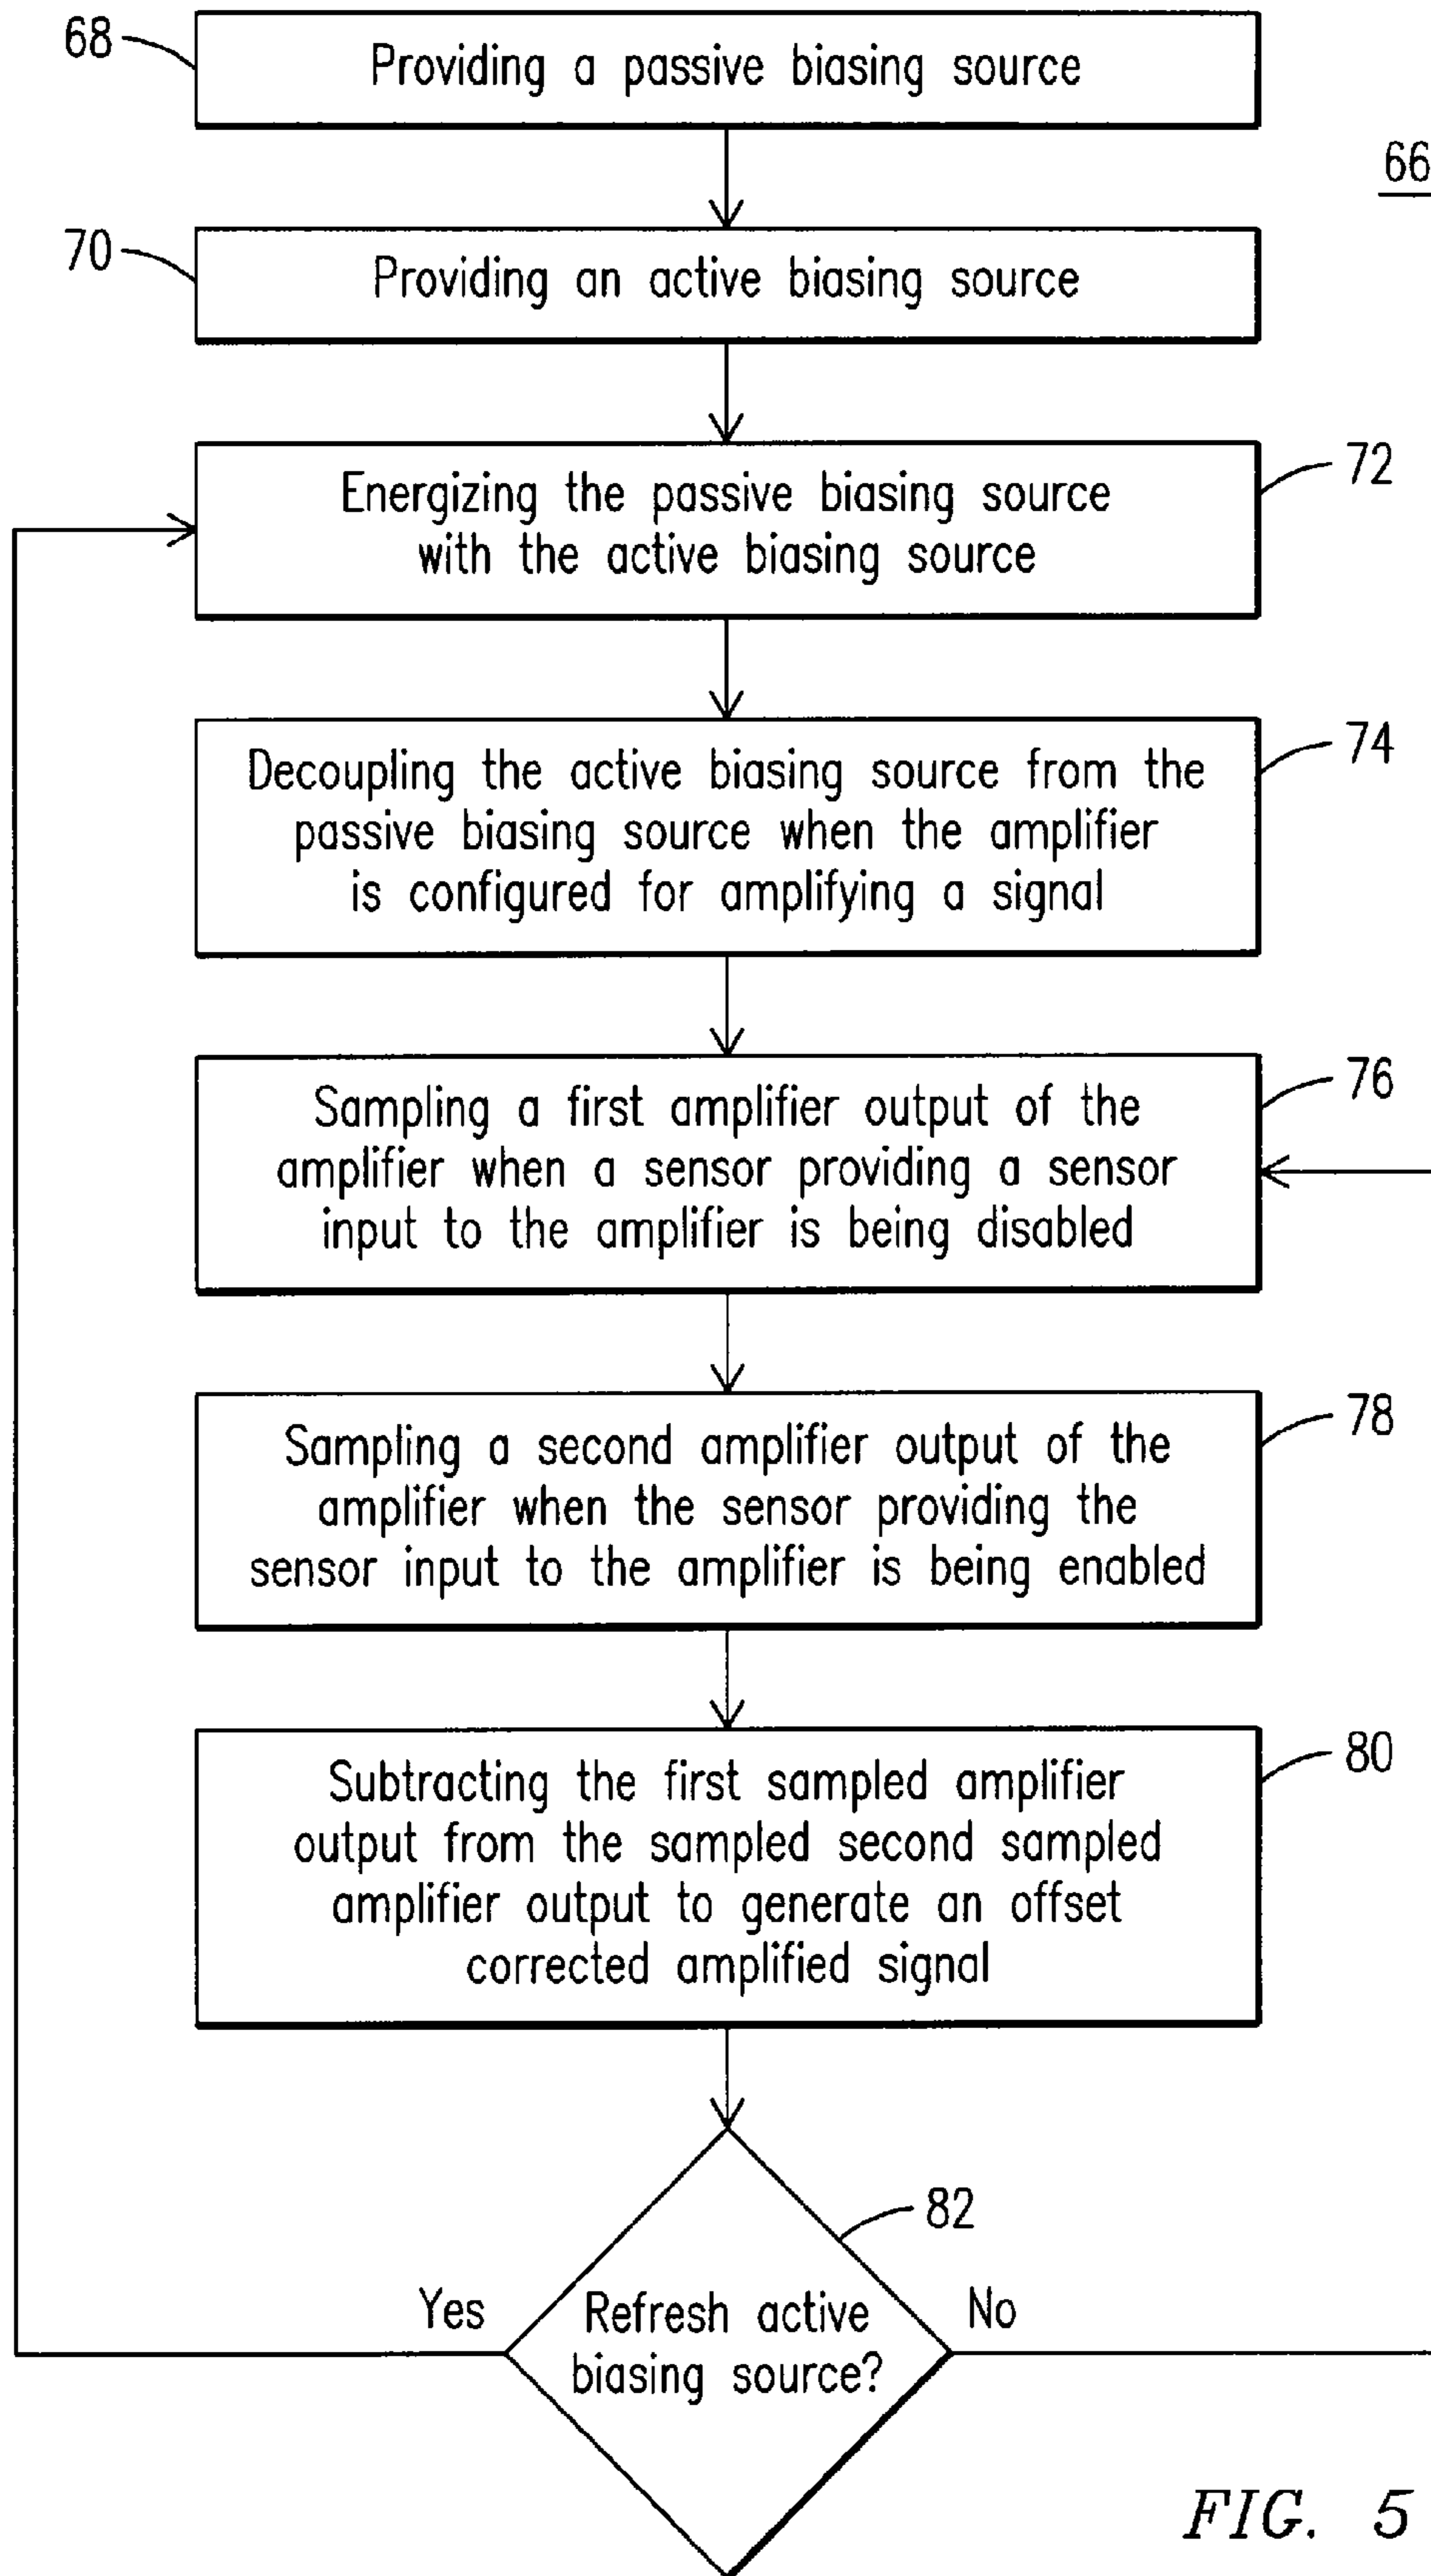 68
Providing a passive biasing source
66
70
Providing an active biasing source
72
Energizing the passive biasing source
with the active biasing source
74
Decoupling the active biasing source from the
passive biasing source when the amplifier
is configured for amplifying a signal
76
Sampling a first amplifier output of the
amplifier when a sensor providing a sensor
input to the amplifier is being disabled
78
Sampling a second amplifier output of the
amplifier when the sensor providing the
sensor input to the amplifier is being enabled
80
Subtracting the first sampled amplifier
output from the sampled second sampled
amplifier output to generate an offset
corrected amplified signal
82
Yes
Refresh active
biasing source?
No
FIG. 5